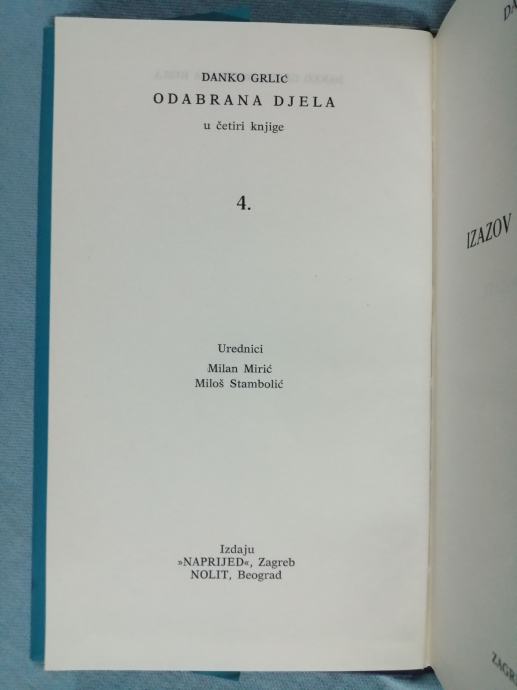 DANKO GRLIĆ
ODABRANA DJELA
u četiri knjige
4.
Urednici
Milan Mirić
Miloš Stambolić
Izdaju
»NAPRIJED«, Zagreb
NOLIT, Beograd
IZAZOV